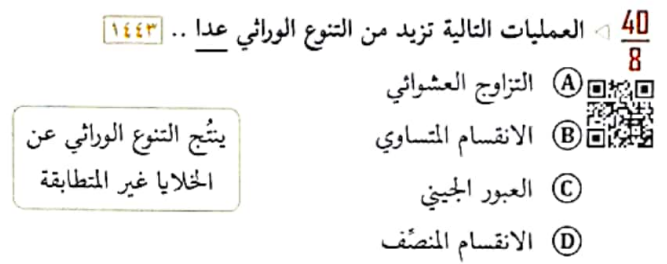 40
8
◁ العمليات التالية تزيد من التنوع الوراثي عدا .. ١٤٤٣
A التزاوج العشوائي
B الانقسام المتساوي
C العبور الجيني
D الانقسام المنصِّف
ينتُج التنوع الوراثي عن
الخلايا غير المتطابقة